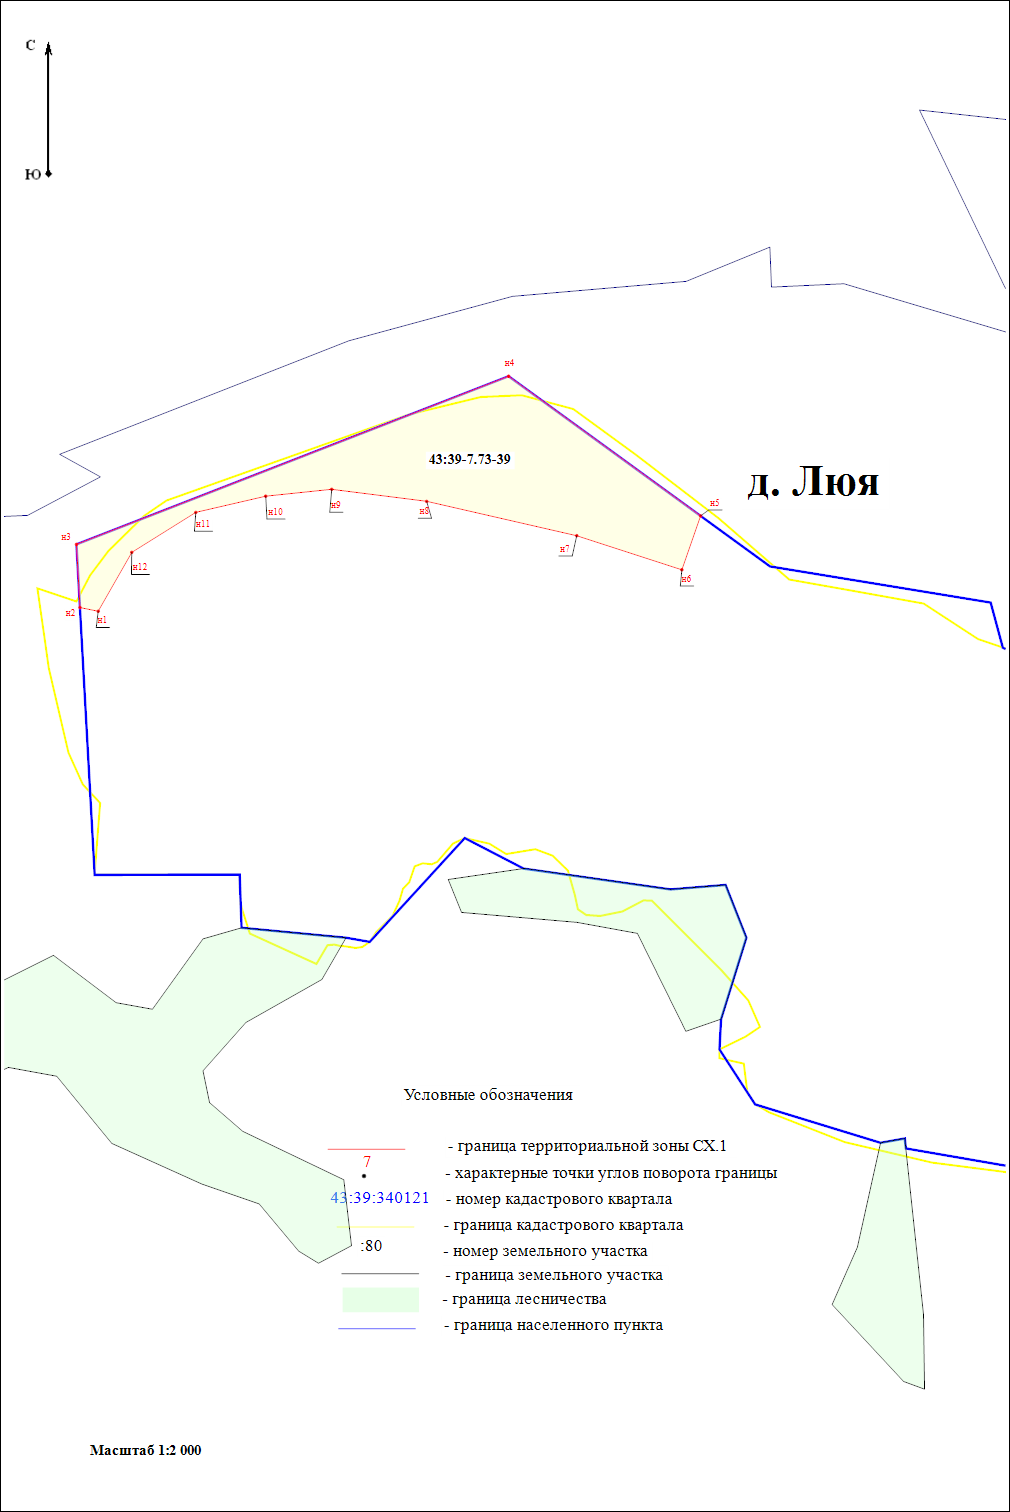 С
Ю
н4
43:39-7.73-39
д. Люя
н5
н9
н8
н10
н11
н3
н7
н12
н6
н2
н1
Условные обозначения
- граница территориальной зоны СХ.1
7
- характерные точки углов поворота границы
43:39:340121 - номер кадастрового квартала
- граница кадастрового квартала
:80 - номер земельного участка
- граница земельного участка
- граница лесничества
- граница населенного пункта
Масштаб 1:2 000